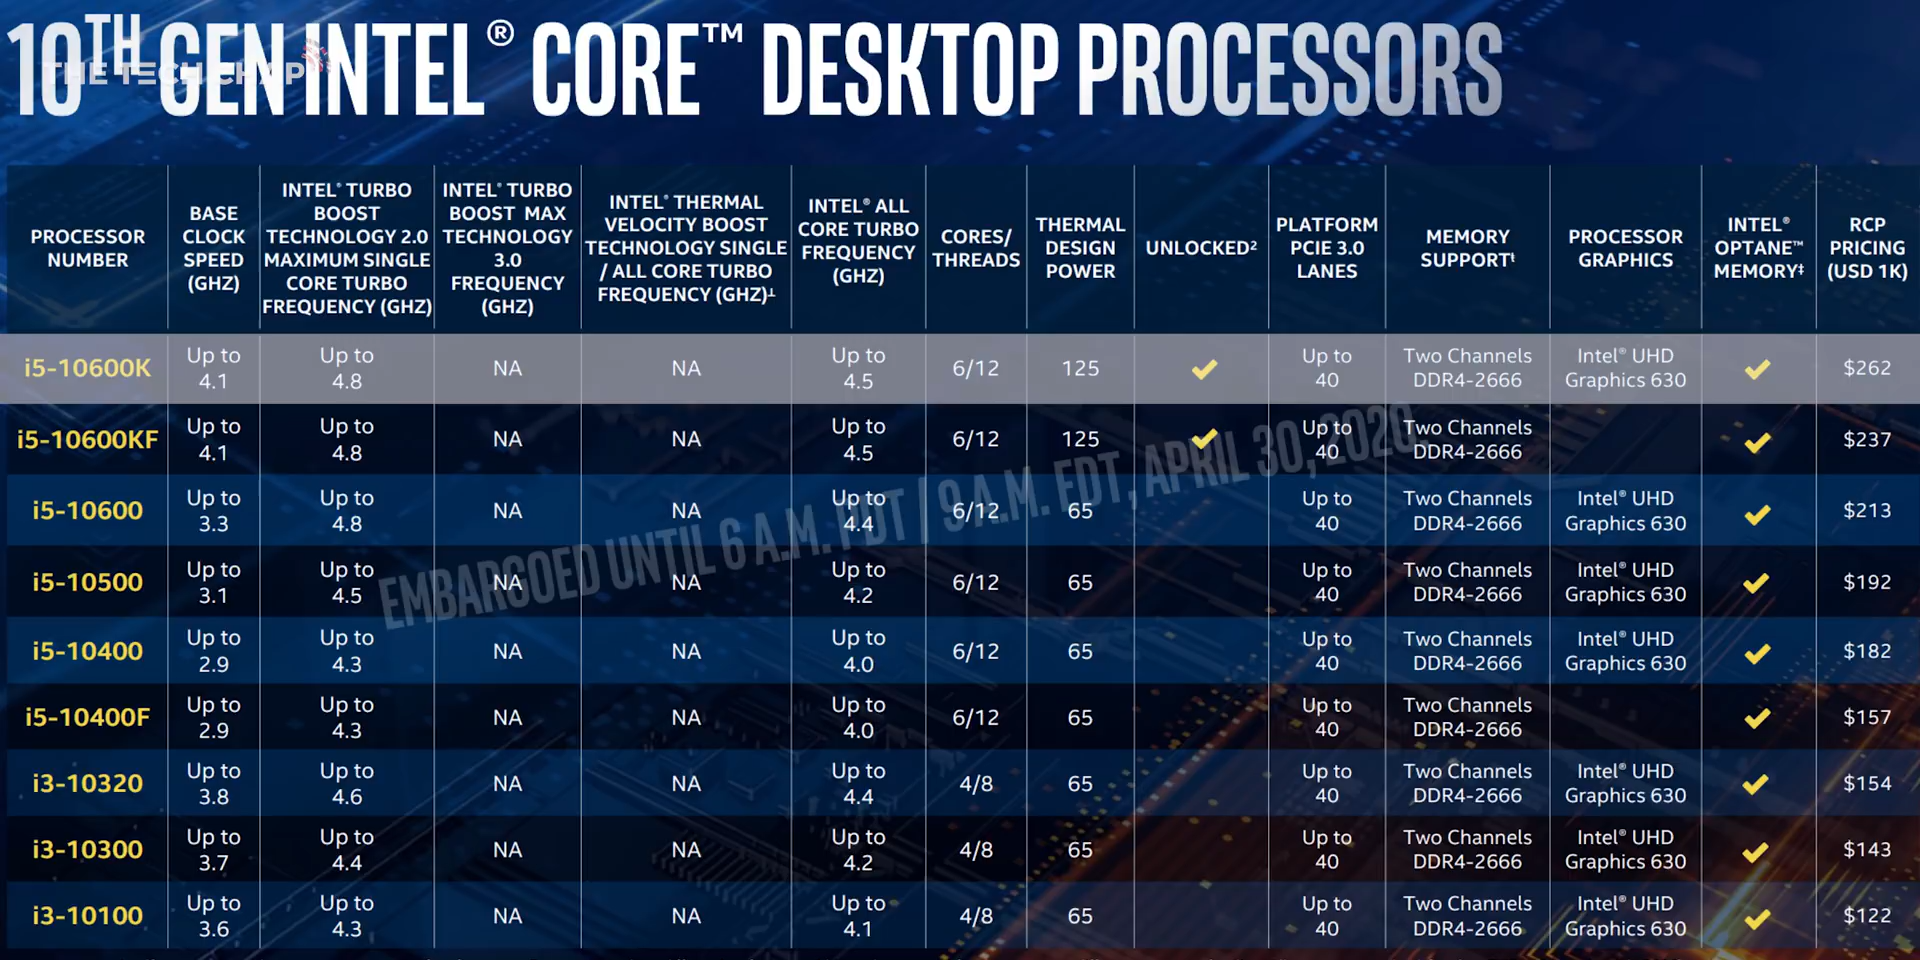 10TH GEN INTEL® CORE™ DESKTOP PROCESSORS
THE TECH CHAP
PROCESSOR NUMBER
BASE CLOCK SPEED (GHZ)
INTEL® TURBO BOOST TECHNOLOGY 2.0 MAXIMUM SINGLE CORE TURBO FREQUENCY (GHZ)
INTEL® TURBO BOOST MAX TECHNOLOGY 3.0 FREQUENCY (GHZ)
INTEL® THERMAL VELOCITY BOOST TECHNOLOGY SINGLE / ALL CORE TURBO FREQUENCY (GHZ)⊥
INTEL® ALL CORE TURBO FREQUENCY (GHZ)
CORES/ THREADS
THERMAL DESIGN POWER
UNLOCKED²
PLATFORM PCIE 3.0 LANES
MEMORY SUPPORTᵗ
PROCESSOR GRAPHICS
INTEL® OPTANE™ MEMORY‡
RCP PRICING (USD 1K)
i5-10600K Up to 4.1 Up to 4.8 NA NA Up to 4.5 6/12 125 ✓ Up to 40 Two Channels DDR4-2666 Intel® UHD Graphics 630 ✓ $262
i5-10600KF Up to 4.1 Up to 4.8 NA NA Up to 4.5 6/12 125 ✓ Up to 40 Two Channels DDR4-2666 ✓ $237
i5-10600 Up to 3.3 Up to 4.8 NA NA Up to 4.4 6/12 65 Up to 40 Two Channels DDR4-2666 Intel® UHD Graphics 630 ✓ $213
i5-10500 Up to 3.1 Up to 4.5 NA NA Up to 4.2 6/12 65 Up to 40 Two Channels DDR4-2666 Intel® UHD Graphics 630 ✓ $192
i5-10400 Up to 2.9 Up to 4.3 NA NA Up to 4.0 6/12 65 Up to 40 Two Channels DDR4-2666 Intel® UHD Graphics 630 ✓ $182
i5-10400F Up to 2.9 Up to 4.3 NA NA Up to 4.0 6/12 65 Up to 40 Two Channels DDR4-2666 ✓ $157
i3-10320 Up to 3.8 Up to 4.6 NA NA Up to 4.4 4/8 65 Up to 40 Two Channels DDR4-2666 Intel® UHD Graphics 630 ✓ $154
i3-10300 Up to 3.7 Up to 4.4 NA NA Up to 4.2 4/8 65 Up to 40 Two Channels DDR4-2666 Intel® UHD Graphics 630 ✓ $143
i3-10100 Up to 3.6 Up to 4.3 NA NA Up to 4.1 4/8 65 Up to 40 Two Channels DDR4-2666 Intel® UHD Graphics 630 ✓ $122
EMBARGOED UNTIL 6 A.M. PDT / 9 A.M. EDT, APRIL 30, 2020.